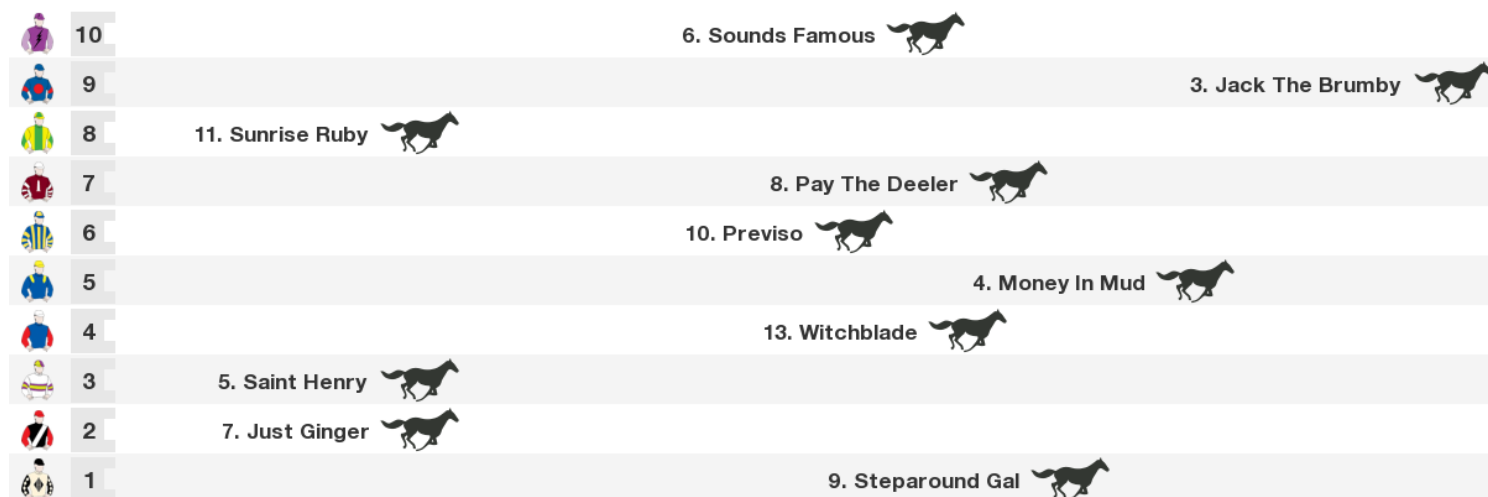 10 6. Sounds Famous
9 3. Jack The Brumby
8 11. Sunrise Ruby
7 8. Pay The Deeler
6 10. Previso
5 4. Money In Mud
4 13. Witchblade
3 5. Saint Henry
2 7. Just Ginger
1 9. Steparound Gal